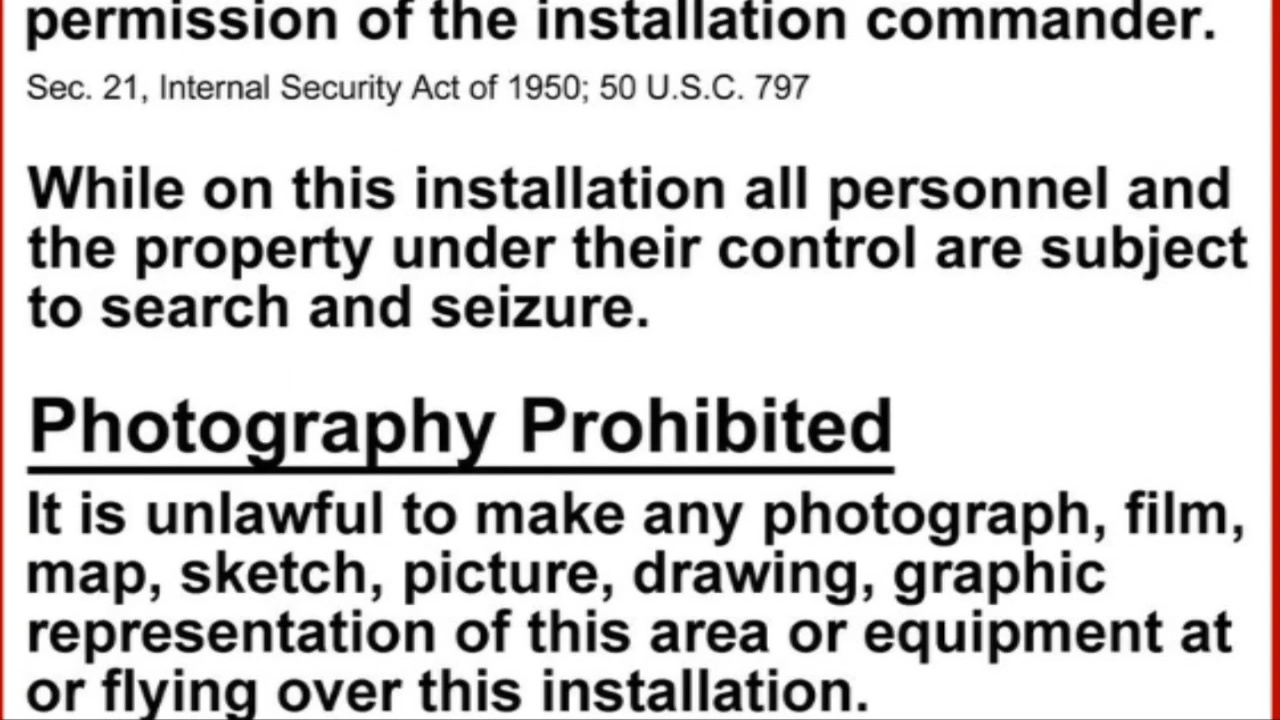 permission of the installation commander.
Sec. 21, Internal Security Act of 1950; 50 U.S.C. 797
While on this installation all personnel and
the property under their control are subject
to search and seizure.
Photography Prohibited
It is unlawful to make any photograph, film,
map, sketch, picture, drawing, graphic
representation of this area or equipment at
or flying over this installation.